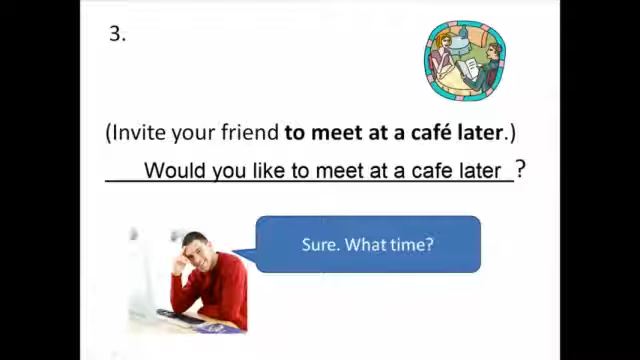 3.
(Invite your friend to meet at a café later.)
Would you like to meet at a cafe later ?
Sure. What time?